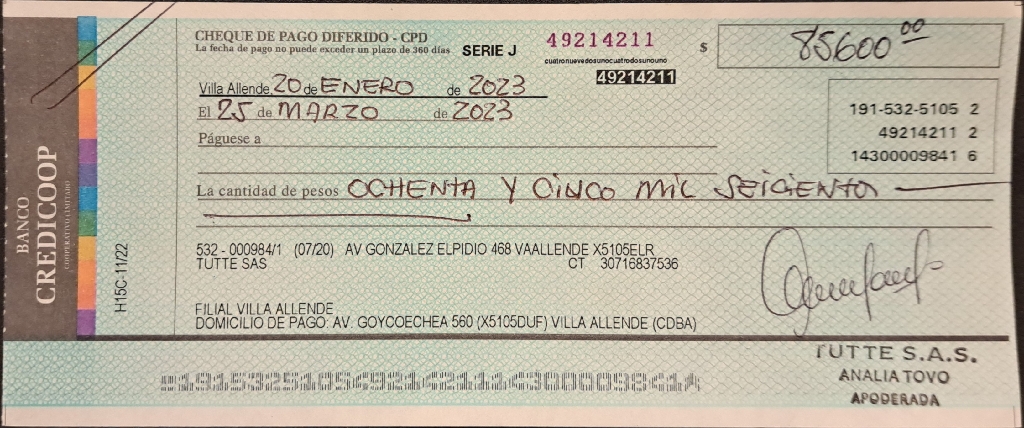 BANCO
CREDICOOP
COOPERATIVO LIMITADO
H15C-11/22
CHEQUE DE PAGO DIFERIDO - CPD
La fecha de pago no puede exceder un plazo de 360 días
SERIE J
49214211
cuatronuevedosunocuatrodosunouno
49214211
$ 85600 00
Villa Allende, 20 de ENERO de 2023
El 25 de MARZO de 2023
Páguese a
191-532-5105 2
49214211 2
14300009841 6
La cantidad de pesos OCHENTA Y CINCO MIL SEICIENTO
532 - 000984/1 (07/20) AV GONZALEZ ELPIDIO 468 VAALLENDE X5105ELR
TUTTE SAS CT 30716837536
FILIAL VILLA ALLENDE
DOMICILIO DE PAGO: AV. GOYCOECHEA 560 (X5105DUF) VILLA ALLENDE (CDBA)
TUTTE S.A.S.
ANALIA TOVO
APODERADA